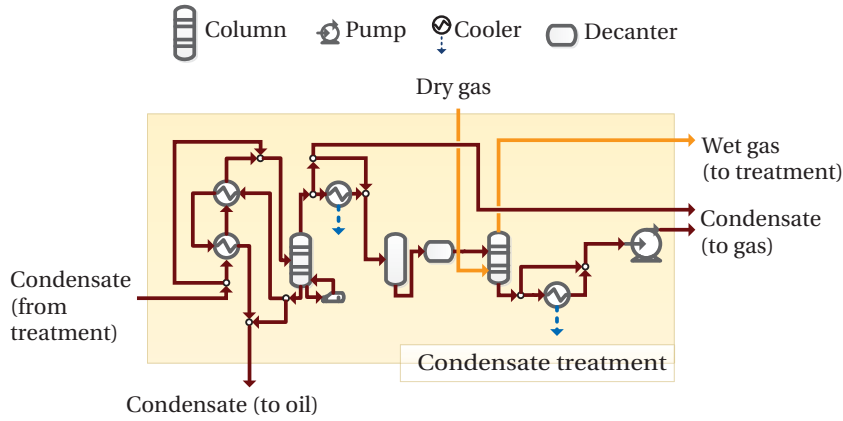 Column
Pump
Cooler
Decanter
Dry gas
Wet gas
(to treatment)
Condensate
(to gas)
Condensate
(from
treatment)
Condensate treatment
Condensate (to oil)